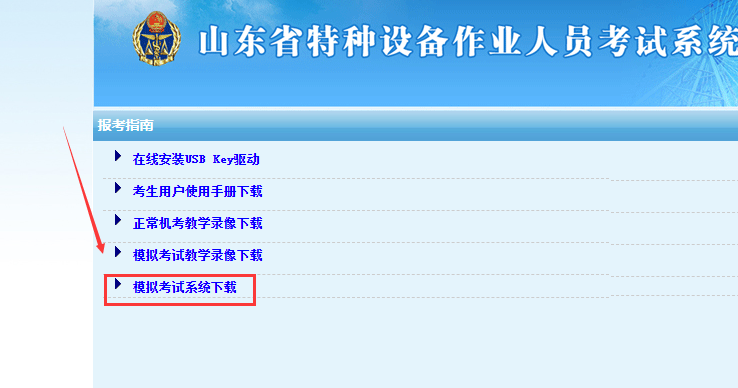 山东省特种设备作业人员考试系统
报考指南
在线安装USB Key驱动
考生用户使用手册下载
正常机考教学录像下载
模拟考试教学录像下载
模拟考试系统下载